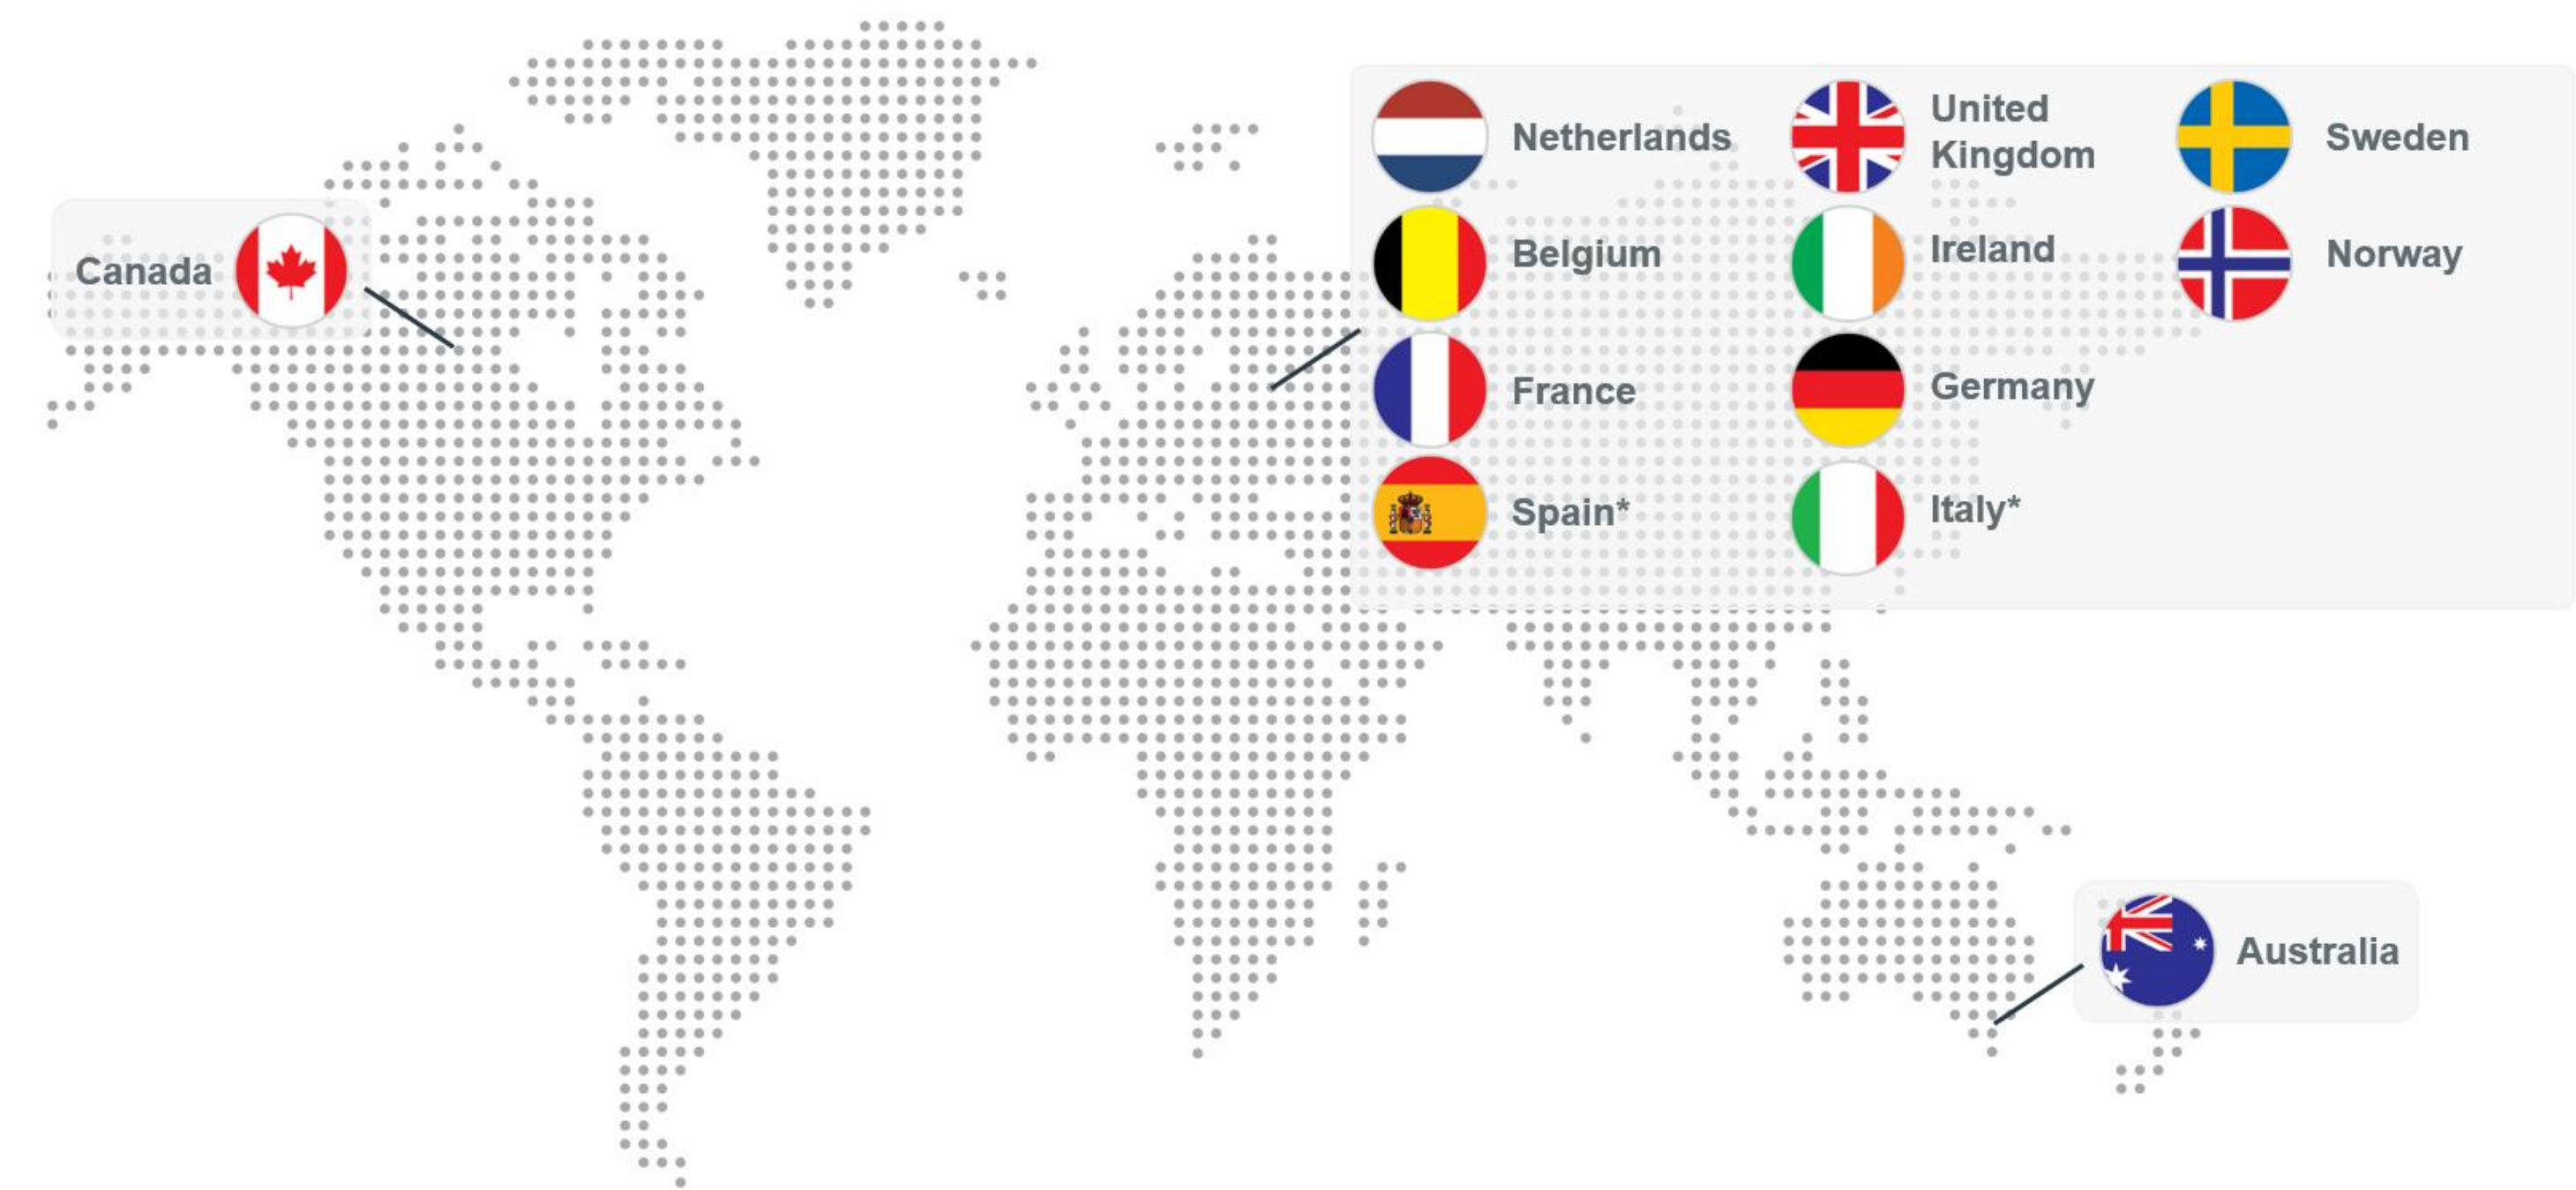 Canada
Netherlands
Belgium
France
Spain*
United
Kingdom
Ireland
Germany
Italy*
Sweden
Norway
Australia